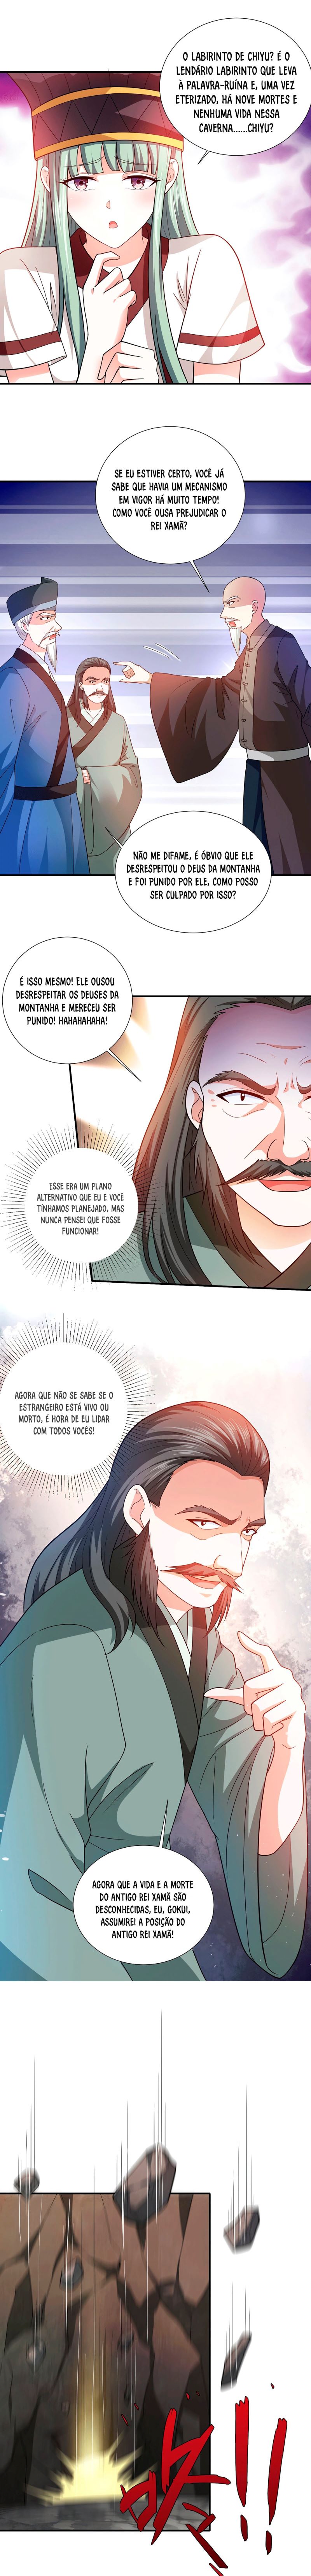 O LABIRINTO DE CHIYU? É O
LENDÁRIO LABIRINTO QUE LEVA
À PALAVRA-RUÍNA E, UMA VEZ
ETERIZADO, HÁ NOVE MORTES E
NENHUMA VIDA NESSA
CAVERNA......CHIYU?
SE EU ESTIVER CERTO, VOCÊ JÁ
SABE QUE HAVIA UM MECANISMO
EM VIGOR HÁ MUITO TEMPO!
COMO VOCÊ OUSA PREJUDICAR O
REI XAMÃ?
NÃO ME DIFAME, É ÓBVIO QUE ELE
DESRESPEITOU O DEUS DA MONTANHA
E FOI PUNIDO POR ELE, COMO POSSO
SER CULPADO POR ISSO?
É ISSO MESMO! ELE OUSOU
DESRESPEITAR OS DEUSES DA
MONTANHA E MERECEU SER
PUNIDO! HAHAHAHAHA!
ESSE ERA UM PLANO
ALTERNATIVO QUE EU E VOCÊ
TÍNHAMOS PLANEJADO, MAS
NUNCA PENSEI QUE FOSSE
FUNCIONAR!
AGORA QUE NÃO SE SABE SE O
ESTRANGEIRO ESTÁ VIVO OU
MORTO, É HORA DE EU LIDAR
COM TODOS VOCÊS!
AGORA QUE A VIDA E A MORTE
DO ANTIGO REI XAMÃ SÃO
DESCONHECIDAS, EU, GOKUI,
ASSUMIREI A POSIÇÃO DO
ANTIGO REI XAMÃ!